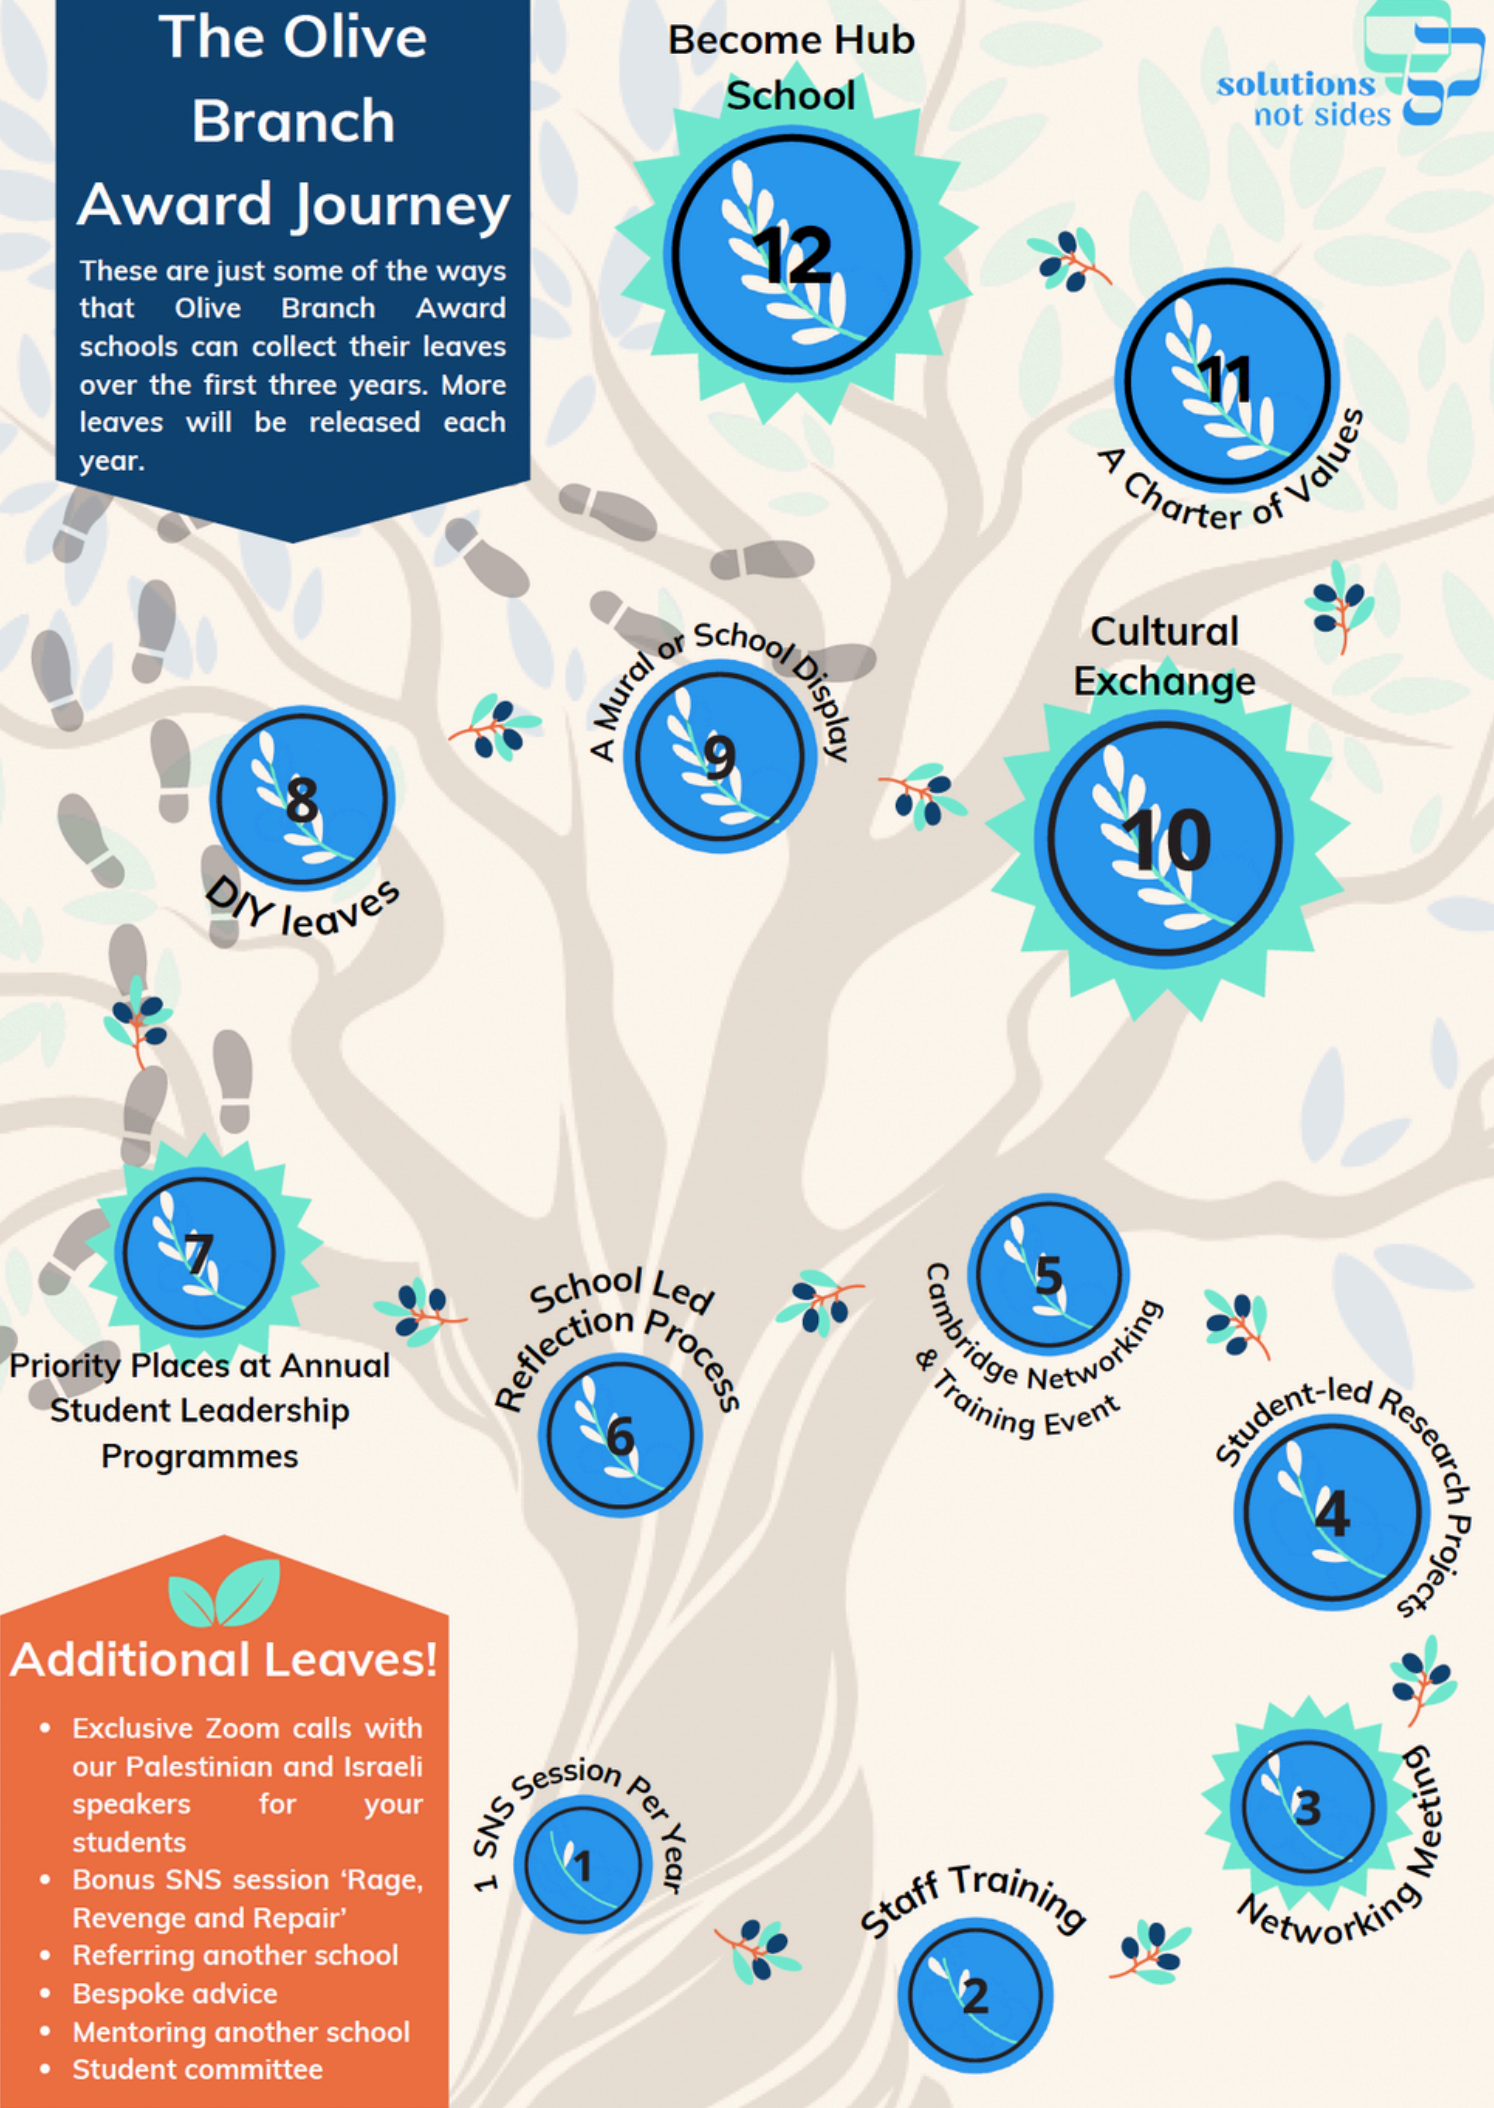 The Olive
Branch
Award Journey
These are just some of the ways
that Olive Branch Award
schools can collect their leaves
over the first three years. More
leaves will be released each
year.
Become Hub
School
12
solutions
not sides
11
A Charter of Values
Cultural
Exchange
10
A Mural or School Display
9
8
DIY leaves
7
Priority Places at Annual
Student Leadership
Programmes
School Led
Reflection Process
6
5
Cambridge Networking
& Training Event
Student-led Research Projects
4
3
Networking Meeting
Staff Training
2
1 SNS Session Per Year
1
Additional Leaves!
• Exclusive Zoom calls with
our Palestinian and Israeli
speakers for your
students
• Bonus SNS session ‘Rage,
Revenge and Repair’
• Referring another school
• Bespoke advice
• Mentoring another school
• Student committee